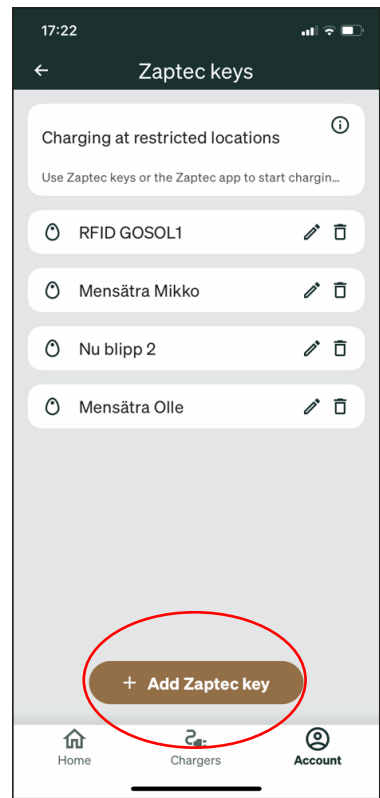 17:22
Zaptec keys
Charging at restricted locations
Use Zaptec keys or the Zaptec app to start chargin...
RFID GOSOL1
Mensätra Mikko
Nu blipp 2
Mensätra Olle
+ Add Zaptec key
Home Chargers Account